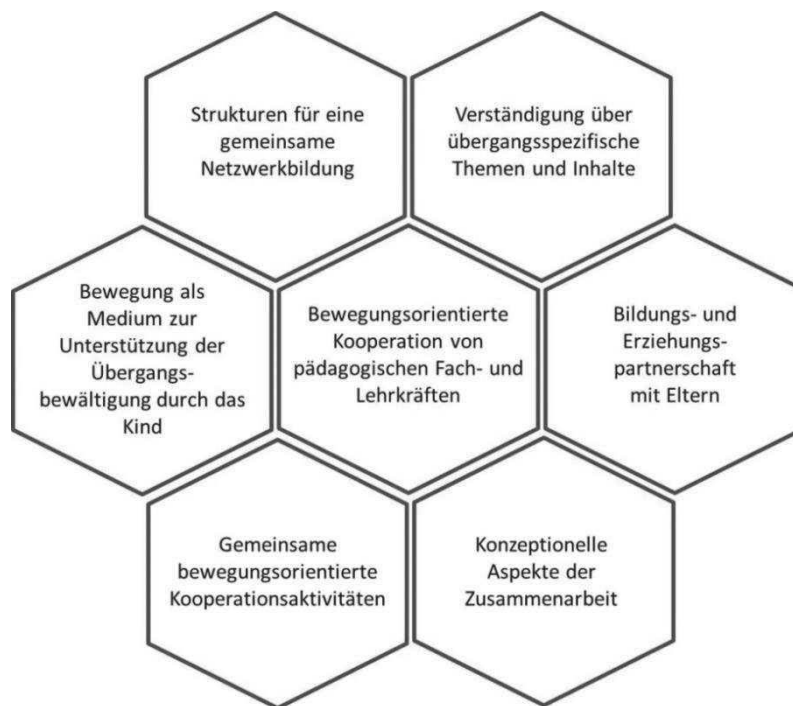 Strukturen für eine
gemeinsame
Netzwerkbildung
Verständigung über
übergangsspezifische
Themen und Inhalte
Bewegung als
Medium zur
Unterstützung der
Übergangs-
bewältigung durch das
Kind
Bewegungsorientierte
Kooperation von
pädagogischen Fach- und
Lehrkräften
Bildungs- und
Erziehungs-
partnerschaft
mit Eltern
Gemeinsame
bewegungsorientierte
Kooperationsaktivitäten
Konzeptionelle
Aspekte der
Zusammenarbeit